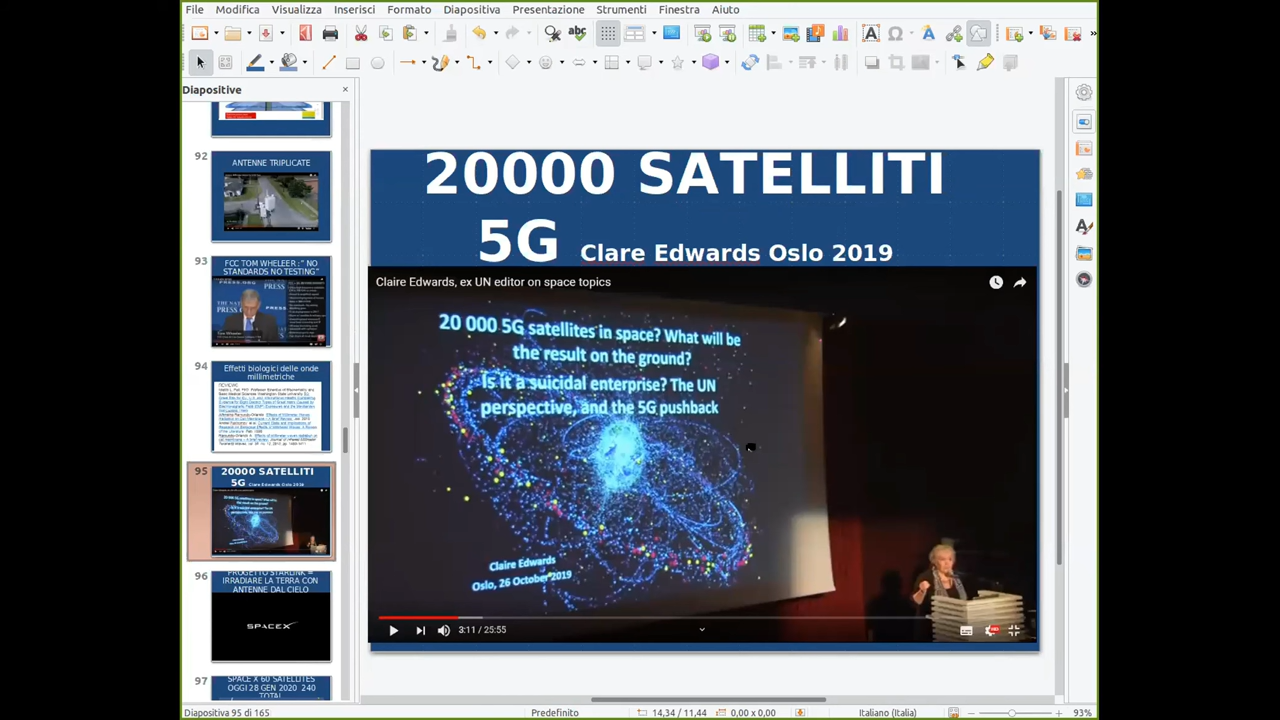 File Modifica Visualizza Inserisci Formato Diapositiva Presentazione Strumenti Finestra Aiuto
Diapositive
92
ANTENNE TRIPLICATE
93
FCC TOM WHELEER :" NO
STANDARDS NO TESTING"
94
Effetti biologici delle onde
millimetriche
95
20000 SATELLITI
5G Clare Edwards Oslo 2019
96
PROGETTO STARLINK =
IRRADIARE LA TERRA CON
ANTENNE DAL CIELO
SPACEX
97
SPACE X 60 SATELLITES
OGGI 28 GEN 2020 240
TOTAL
20000 SATELLITI
5G Clare Edwards Oslo 2019
Claire Edwards, ex UN editor on space topics
20 000 5G satellites in space? What will be
the result on the ground?
Is it a suicidal enterprise? The UN
perspective, and the 5G pushback
Claire Edwards
Oslo, 26 October 2019
3:11 / 25:55
Diapositiva 95 di 165 Predefinito 14,34 / 11,44 0,00 x 0,00 Italiano (Italia) 93%